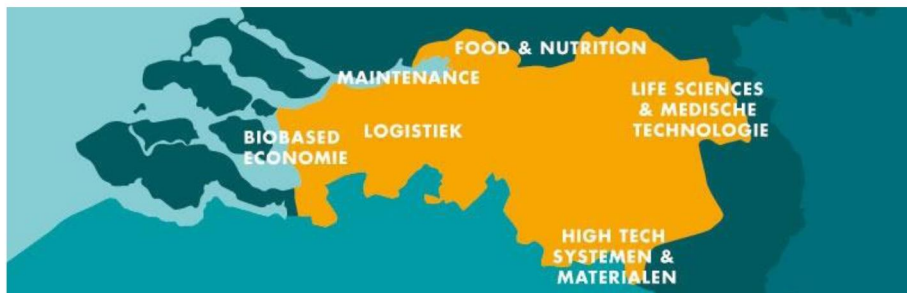 FOOD & NUTRITION
MAINTENANCE
LIFE SCIENCES
& MEDISCHE
TECHNOLOGIE
LOGISTIEK
BIOBASED
ECONOMIE
HIGH TECH
SYSTEMEN &
MATERIALEN